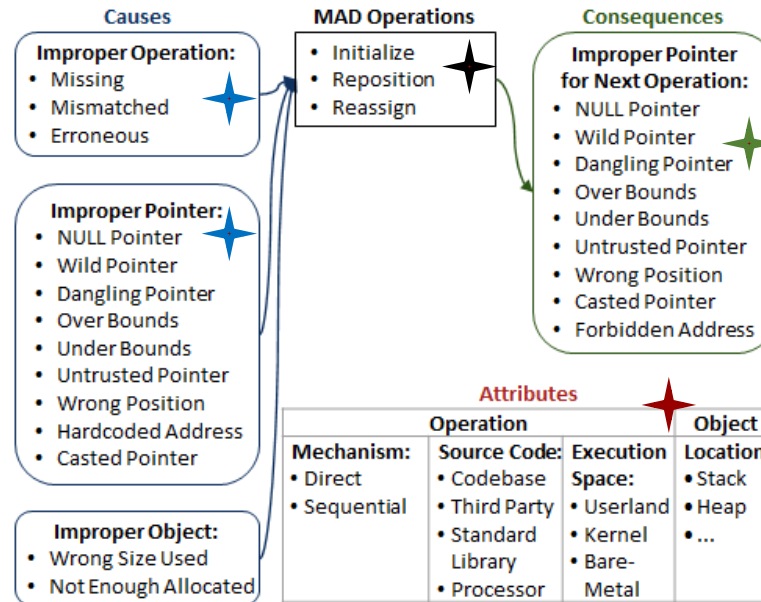 Causes
Improper Operation:
• Missing
• Mismatched
• Erroneous
Improper Pointer:
• NULL Pointer
• Wild Pointer
• Dangling Pointer
• Over Bounds
• Under Bounds
• Untrusted Pointer
• Wrong Position
• Hardcoded Address
• Casted Pointer
Improper Object:
• Wrong Size Used
• Not Enough Allocated
MAD Operations
• Initialize
• Reposition
• Reassign
Consequences
Improper Pointer
for Next Operation:
• NULL Pointer
• Wild Pointer
• Dangling Pointer
• Over Bounds
• Under Bounds
• Untrusted Pointer
• Wrong Position
• Casted Pointer
• Forbidden Address
Attributes
Operation
Object
Mechanism:
• Direct
• Sequential
Source Code:
• Codebase
• Third Party
• Standard
Library
• Processor
Execution
Space:
• Userland
• Kernel
• Bare-
Metal
Location
• Stack
• Heap
• ...